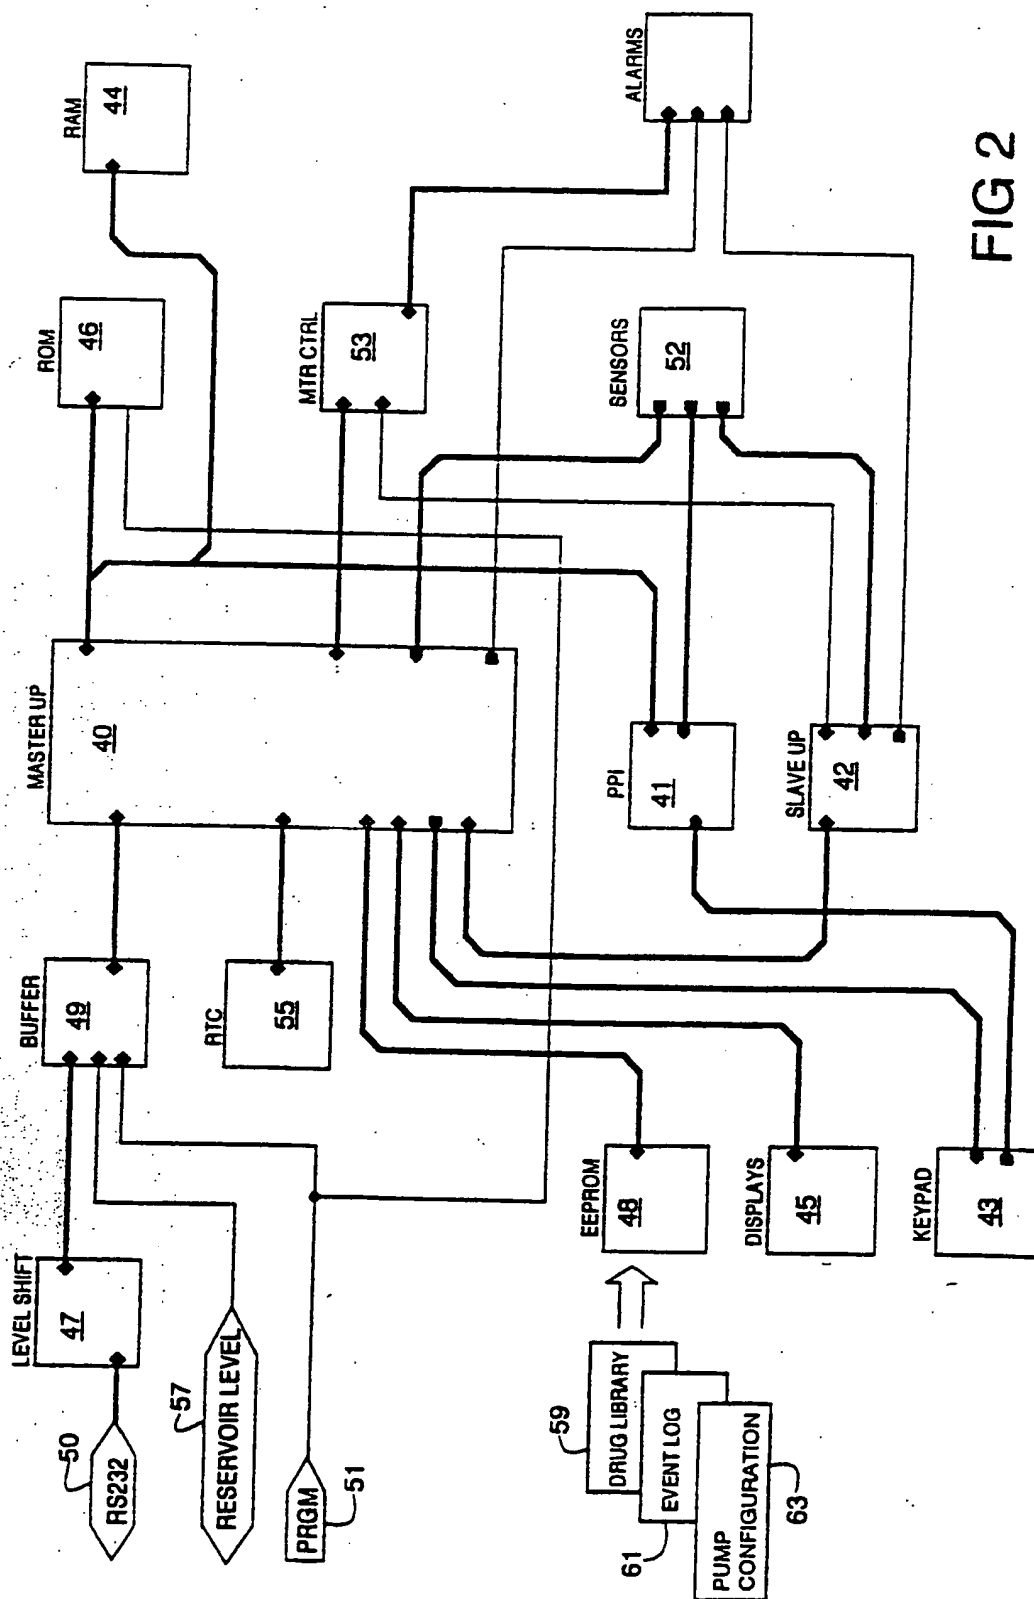 RS232
50
LEVEL SHIFT
47
BUFFER
49
MASTER UP
40
ROM
46
RAM
44
RESERVOIR LEVEL
57
PRGM
51
RTC
55
MTR CTRL
53
ALARMS
SENSORS
52
PPI
41
SLAVE UP
42
EEPROM
48
DISPLAYS
45
KEYPAD
43
DRUG LIBRARY
59
EVENT LOG
61
PUMP
CONFIGURATION
63
FIG 2